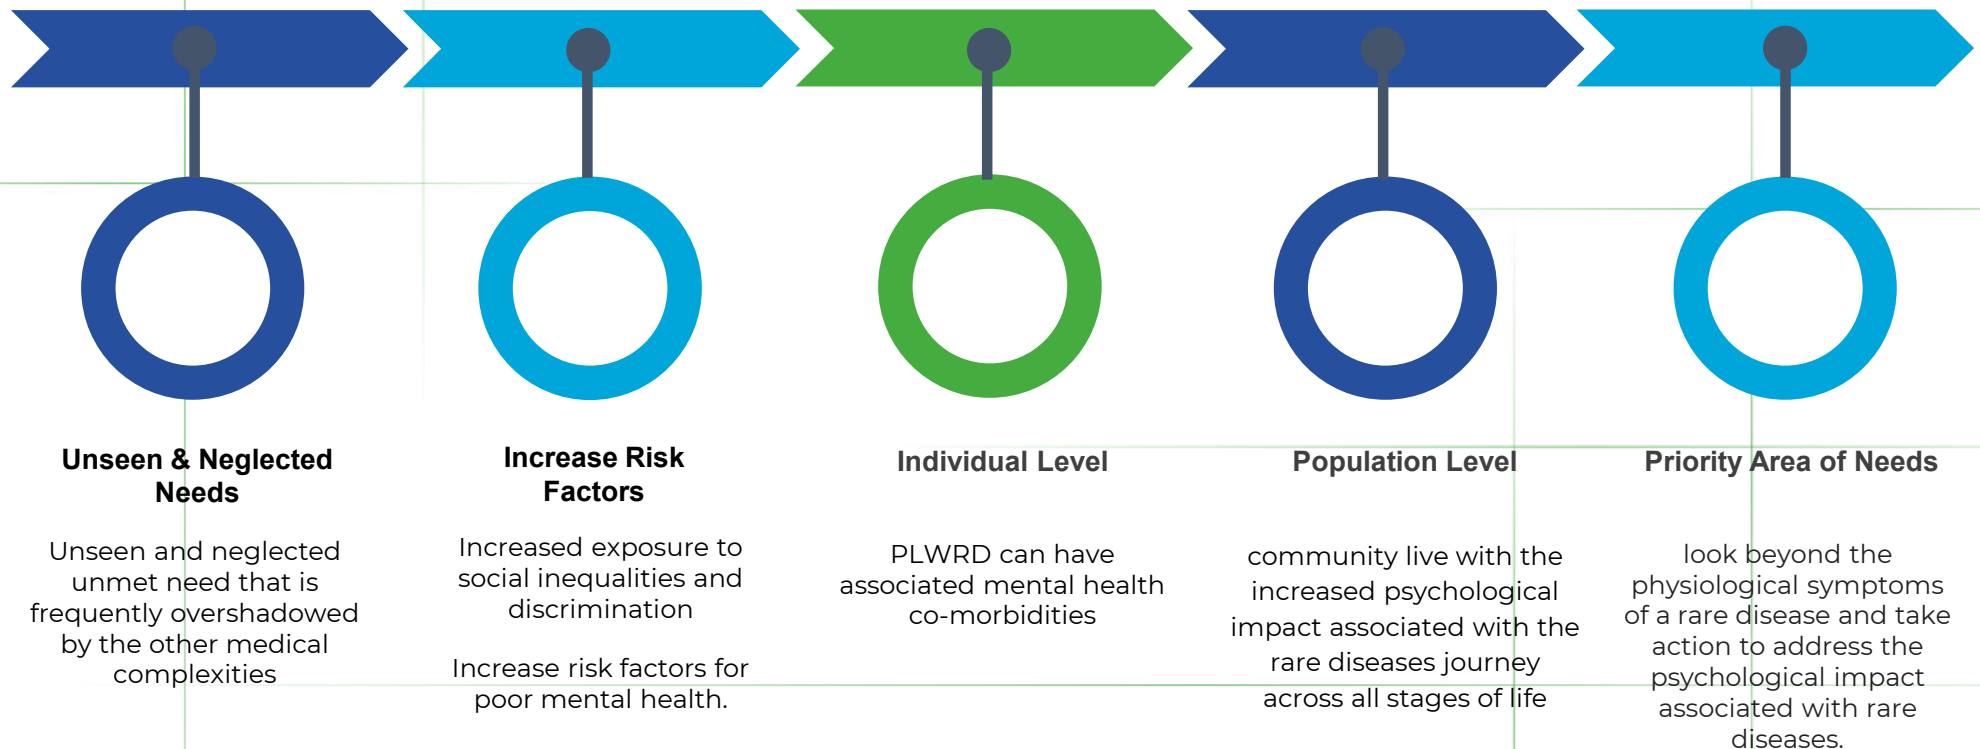 Unseen & Neglected
Needs
Unseen and neglected
unmet need that is
frequently overshadowed
by the other medical
complexities
Increase Risk
Factors
Increased exposure to
social inequalities and
discrimination
Increase risk factors for
poor mental health.
Individual Level
PLWRD can have
associated mental health
co-morbidities
Population Level
community live with the
increased psychological
impact associated with the
rare diseases journey
across all stages of life
Priority Area of Needs
look beyond the
physiological symptoms
of a rare disease and take
action to address the
psychological impact
associated with rare
diseases.